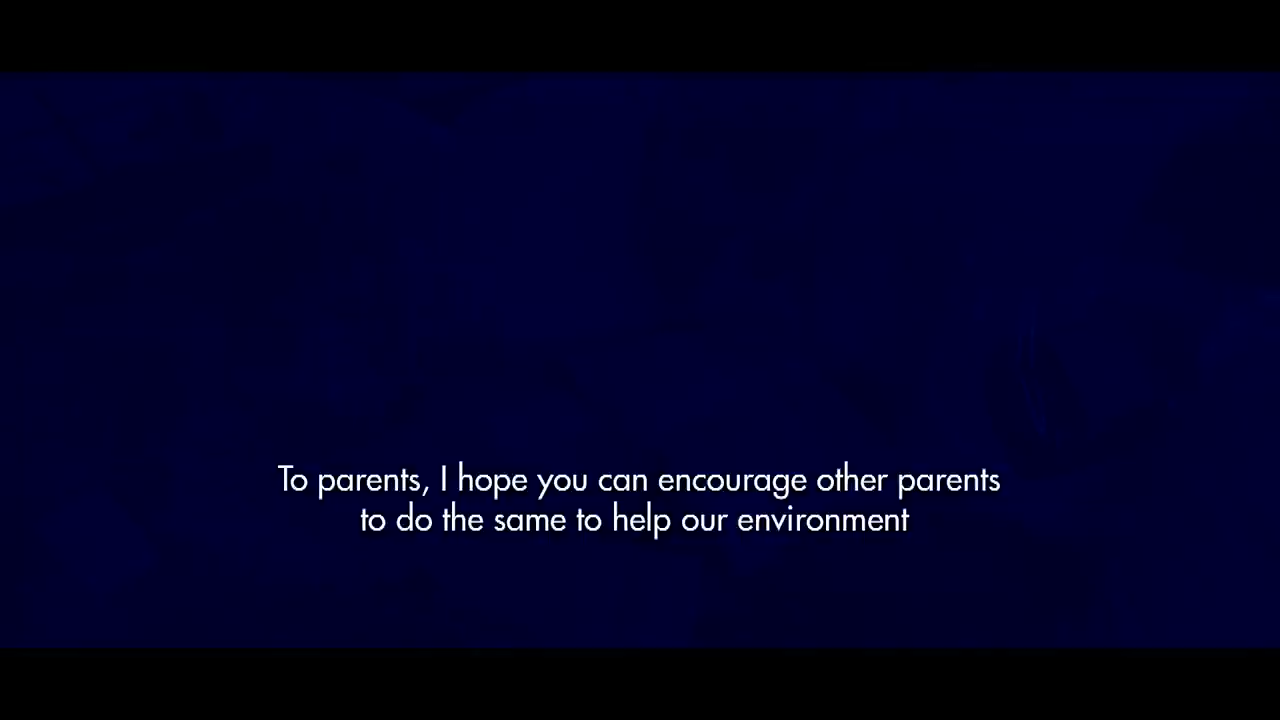 To parents, I hope you can encourage other parents
to do the same to help our environment